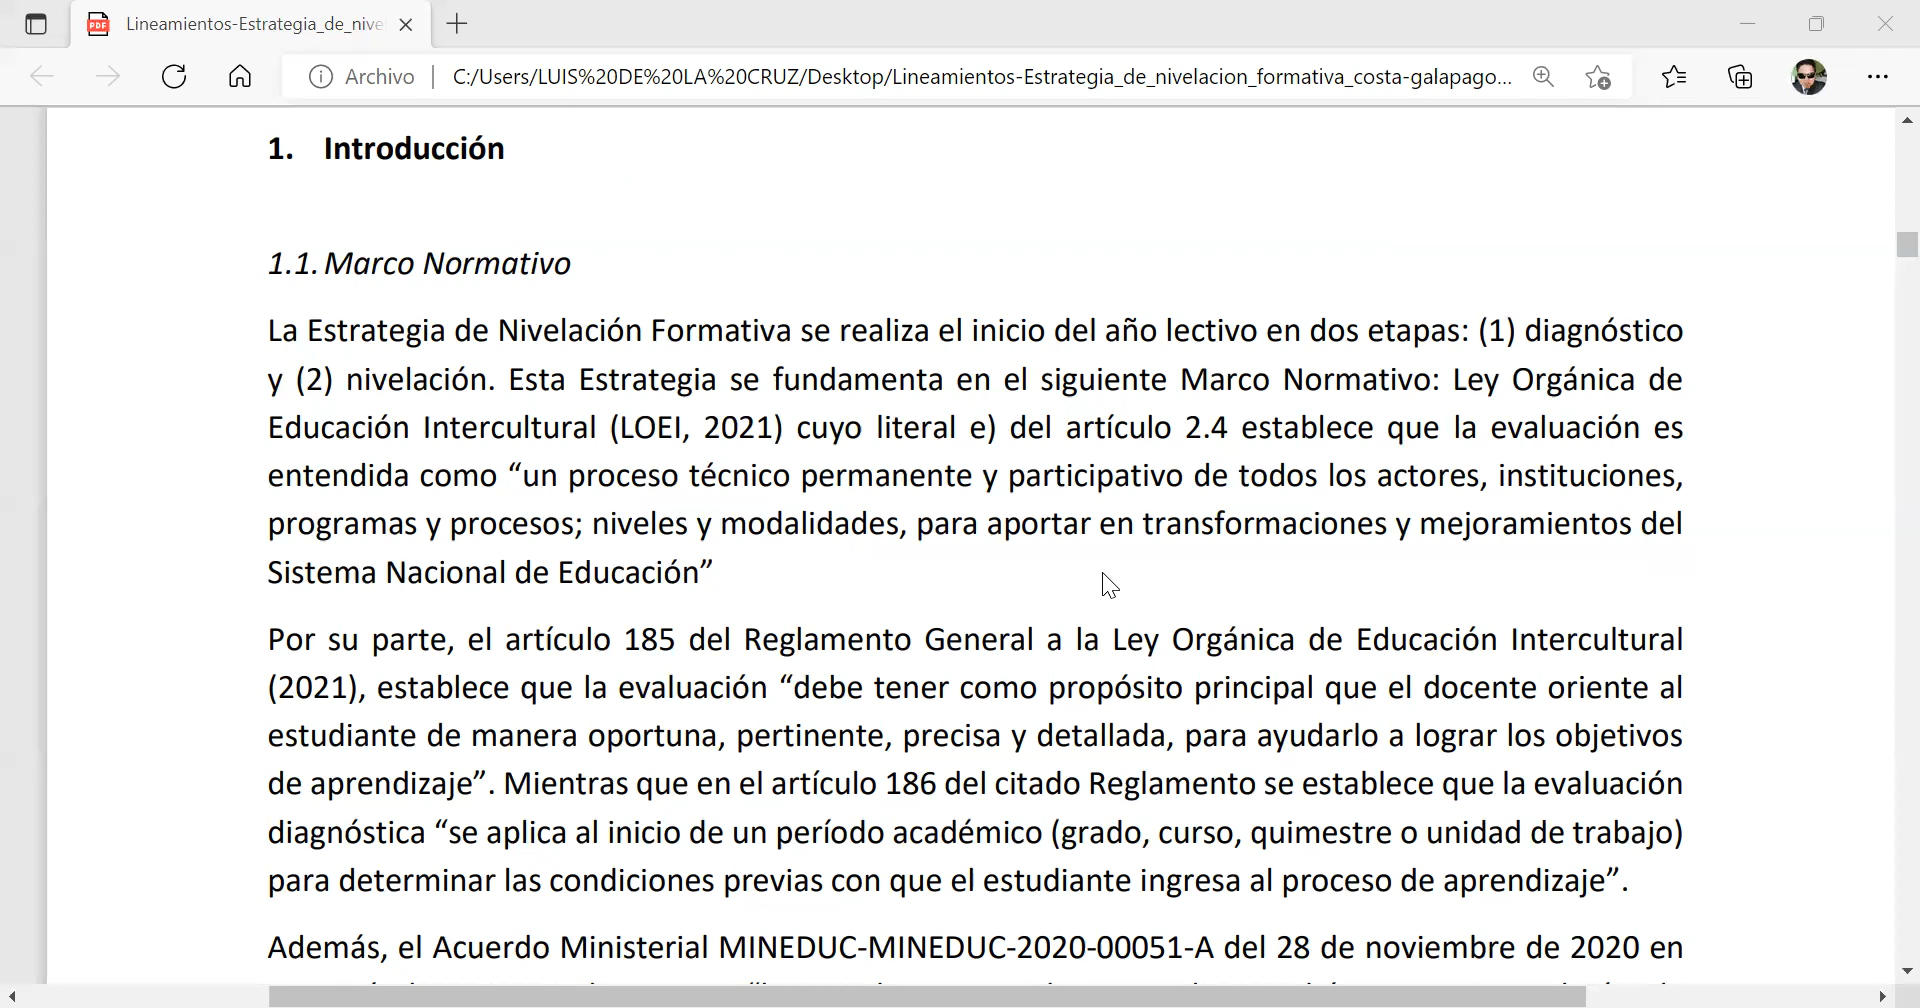 Lineamientos-Estrategia_de_nive
Archivo
C:/Users/LUIS%20DE%20LA%20CRUZ/Desktop/Lineamientos-Estrategia_de_nivelacion_formativa_costa-galapago...
1. Introducción
1.1. Marco Normativo
La Estrategia de Nivelación Formativa se realiza el inicio del año lectivo en dos etapas: (1) diagnóstico
y (2) nivelación. Esta Estrategia se fundamenta en el siguiente Marco Normativo: Ley Orgánica de
Educación Intercultural (LOEI, 2021) cuyo literal e) del artículo 2.4 establece que la evaluación es
entendida como “un proceso técnico permanente y participativo de todos los actores, instituciones,
programas y procesos; niveles y modalidades, para aportar en transformaciones y mejoramientos del
Sistema Nacional de Educación”
Por su parte, el artículo 185 del Reglamento General a la Ley Orgánica de Educación Intercultural
(2021), establece que la evaluación “debe tener como propósito principal que el docente oriente al
estudiante de manera oportuna, pertinente, precisa y detallada, para ayudarlo a lograr los objetivos
de aprendizaje”. Mientras que en el artículo 186 del citado Reglamento se establece que la evaluación
diagnóstica “se aplica al inicio de un período académico (grado, curso, quimestre o unidad de trabajo)
para determinar las condiciones previas con que el estudiante ingresa al proceso de aprendizaje”.
Además, el Acuerdo Ministerial MINEDUC-MINEDUC-2020-00051-A del 28 de noviembre de 2020 en